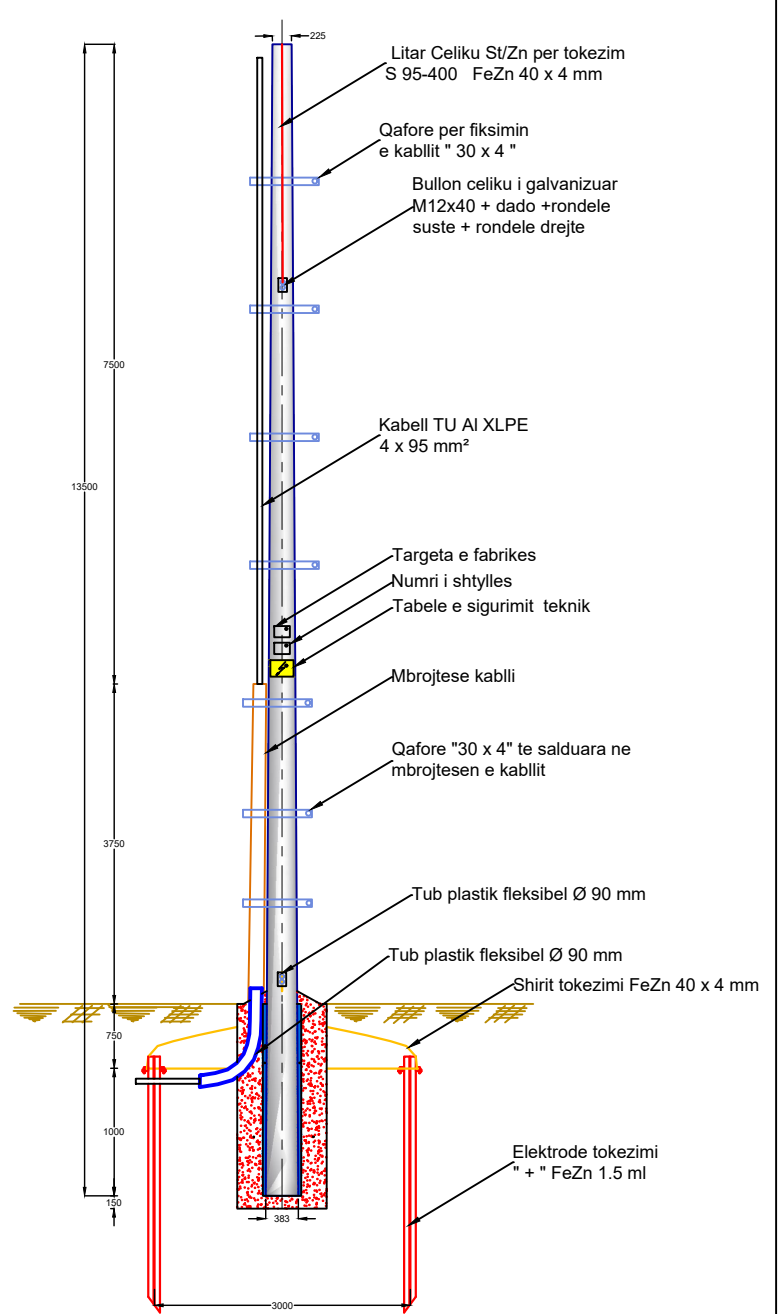 225
Litar Celiku St/Zn per tokezim
S 95-400 FeZn 40 x 4 mm
Qafore per fiksimin
e kabllit " 30 x 4 "
Bullon celiku i galvanizuar
M12x40 + dado +rondele
suste + rondele drejte
7500
Kabell TU Al XLPE
4 x 95 mm²
13500
Targeta e fabrikes
Numri i shtylles
Tabele e sigurimit teknik
Mbrojtese kablli
Qafore "30 x 4" te salduara ne
mbrojtesen e kabllit
3750
Tub plastik fleksibel Ø 90 mm
Tub plastik fleksibel Ø 90 mm
Shirit tokezimi FeZn 40 x 4 mm
750
1000
Elektrode tokezimi
" + " FeZn 1.5 ml
150
383
3000